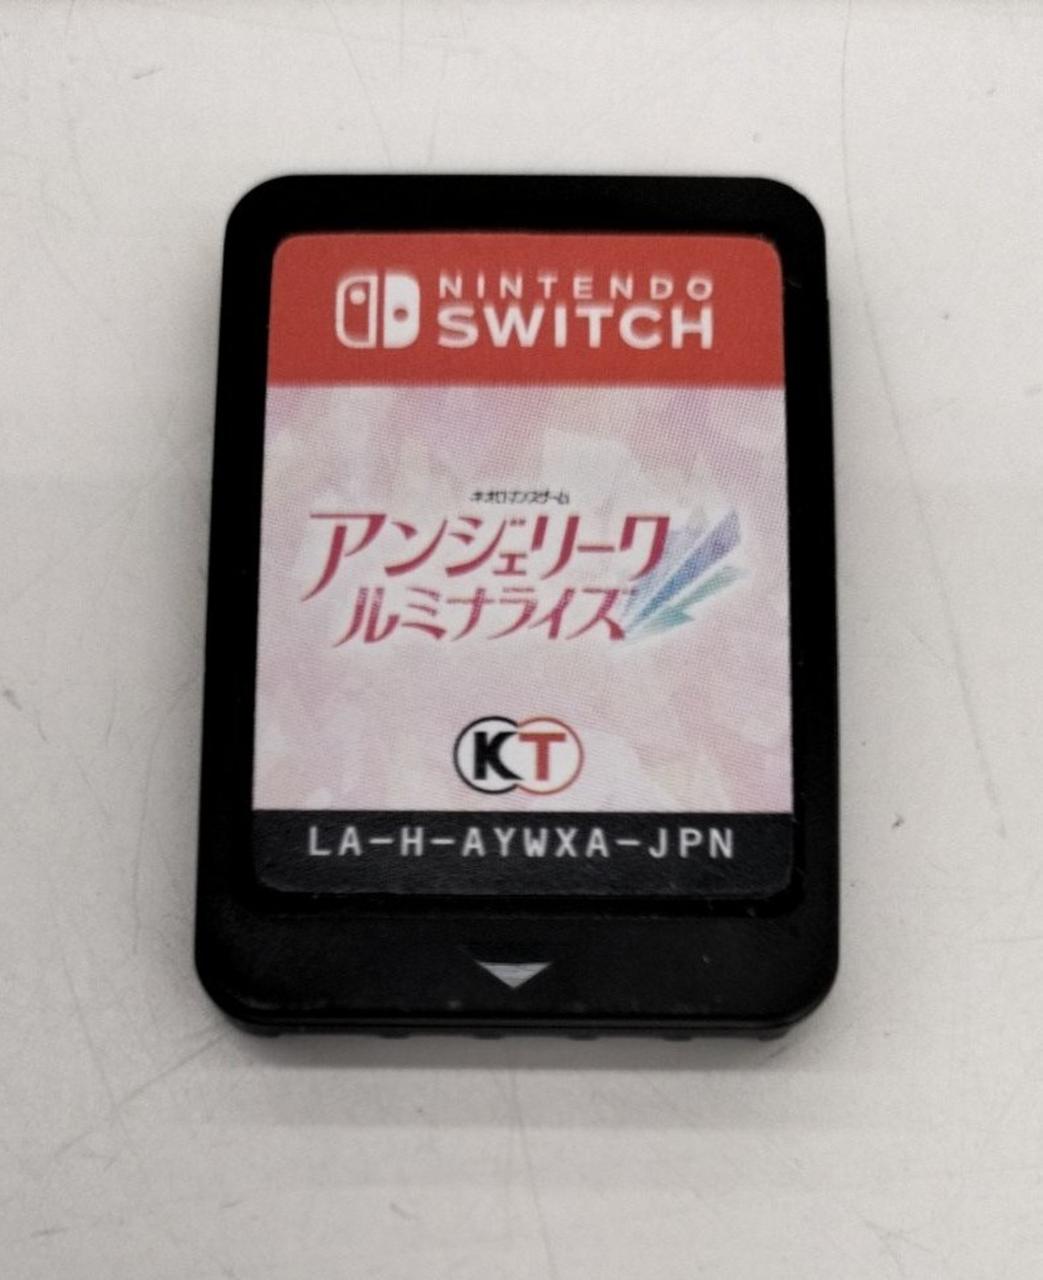 NINTENDO
SWITCH
ネオロマンスゲーム
アンジェリーク
ルミナライズ
KT
LA-H-AYWXA-JPN